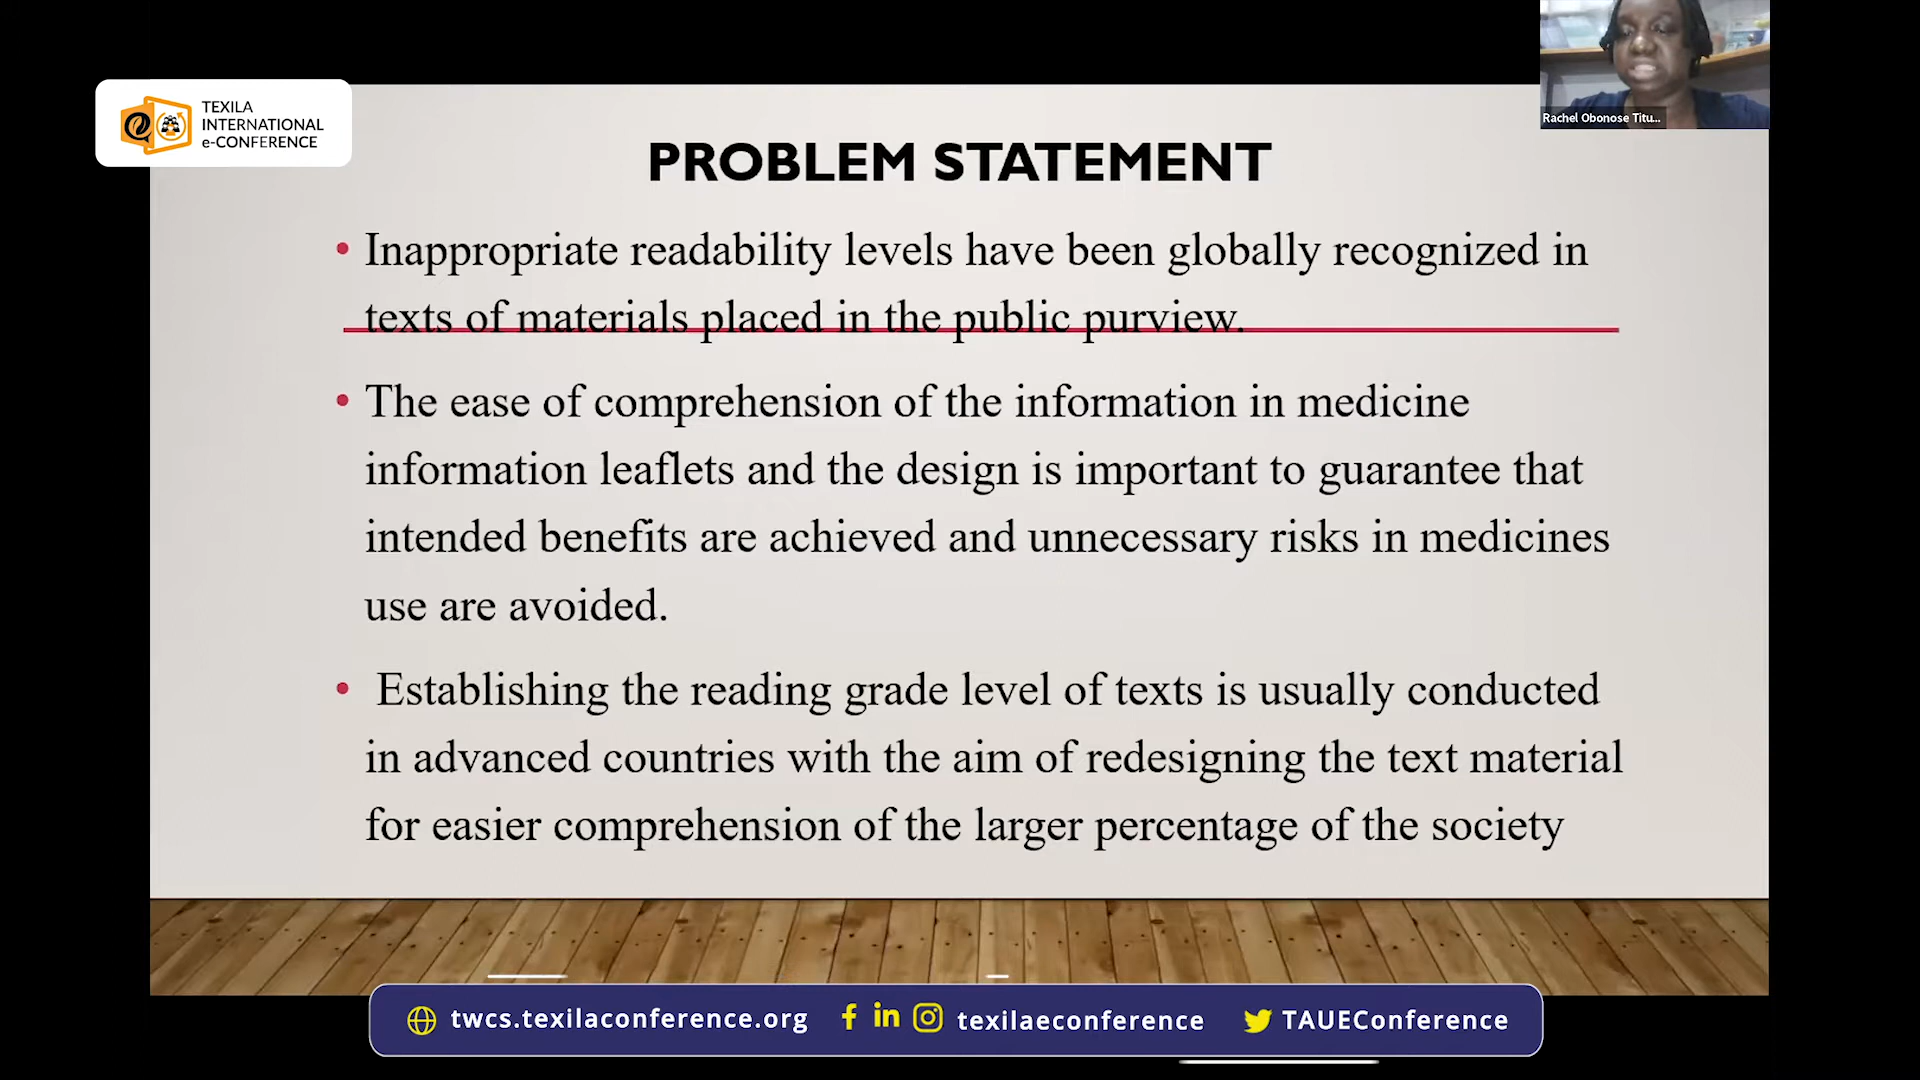 TEXILA
INTERNATIONAL
e-CONFERENCE
Rachel Obonose Titu...
PROBLEM STATEMENT
• Inappropriate readability levels have been globally recognized in
texts of materials placed in the public purview.
• The ease of comprehension of the information in medicine
information leaflets and the design is important to guarantee that
intended benefits are achieved and unnecessary risks in medicines
use are avoided.
• Establishing the reading grade level of texts is usually conducted
in advanced countries with the aim of redesigning the text material
for easier comprehension of the larger percentage of the society
twcs.texilaconference.org texilaeconference TAUEConference